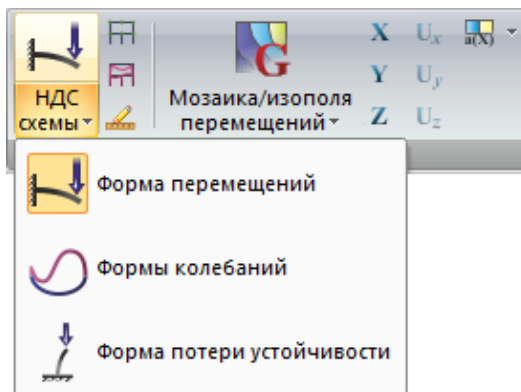 НДС
схемы
G
Мозаика/изополя
перемещений
X Ux
Y Uy
Z Uz
a(X)
Форма перемещений
Формы колебаний
Форма потери устойчивости